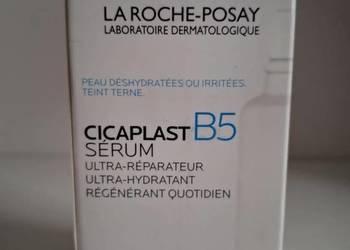 LA ROCHE-POSAY
LABORATOIRE DERMATOLOGIQUE
PEAU DÉSHYDRATÉES OU IRRITÉES.
TEINT TERNE.
CICAPLAST B5
SÉRUM
ULTRA-RÉPARATEUR
ULTRA-HYDRATANT
RÉGÉNÉRANT QUOTIDIEN